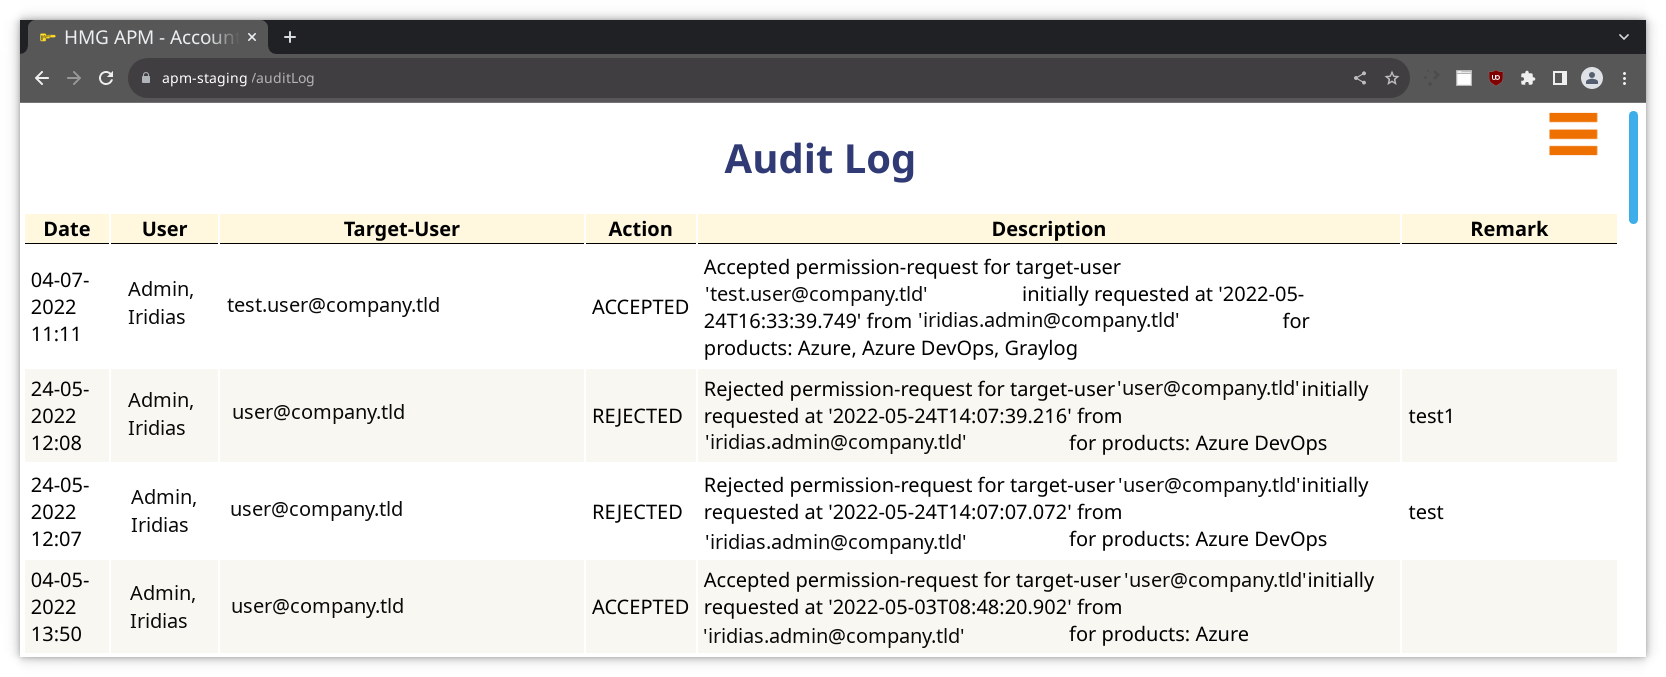 HMG APM - Accoun
apm-staging /auditLog
Audit Log
Date User Target-User Action Description Remark
04-07-
2022
11:11
Admin,
Iridias
test.user@company.tld
ACCEPTED
Accepted permission-request for target-user
'test.user@company.tld' initially requested at '2022-05-
24T16:33:39.749' from 'iridias.admin@company.tld' for
products: Azure, Azure DevOps, Graylog
24-05-
2022
12:08
Admin,
Iridias
user@company.tld
REJECTED
Rejected permission-request for target-user 'user@company.tld' initially
requested at '2022-05-24T14:07:39.216' from
'iridias.admin@company.tld' for products: Azure DevOps
test1
24-05-
2022
12:07
Admin,
Iridias
user@company.tld
REJECTED
Rejected permission-request for target-user 'user@company.tld' initially
requested at '2022-05-24T14:07:07.072' from
'iridias.admin@company.tld' for products: Azure DevOps
test
04-05-
2022
13:50
Admin,
Iridias
user@company.tld
ACCEPTED
Accepted permission-request for target-user 'user@company.tld' initially
requested at '2022-05-03T08:48:20.902' from
'iridias.admin@company.tld' for products: Azure